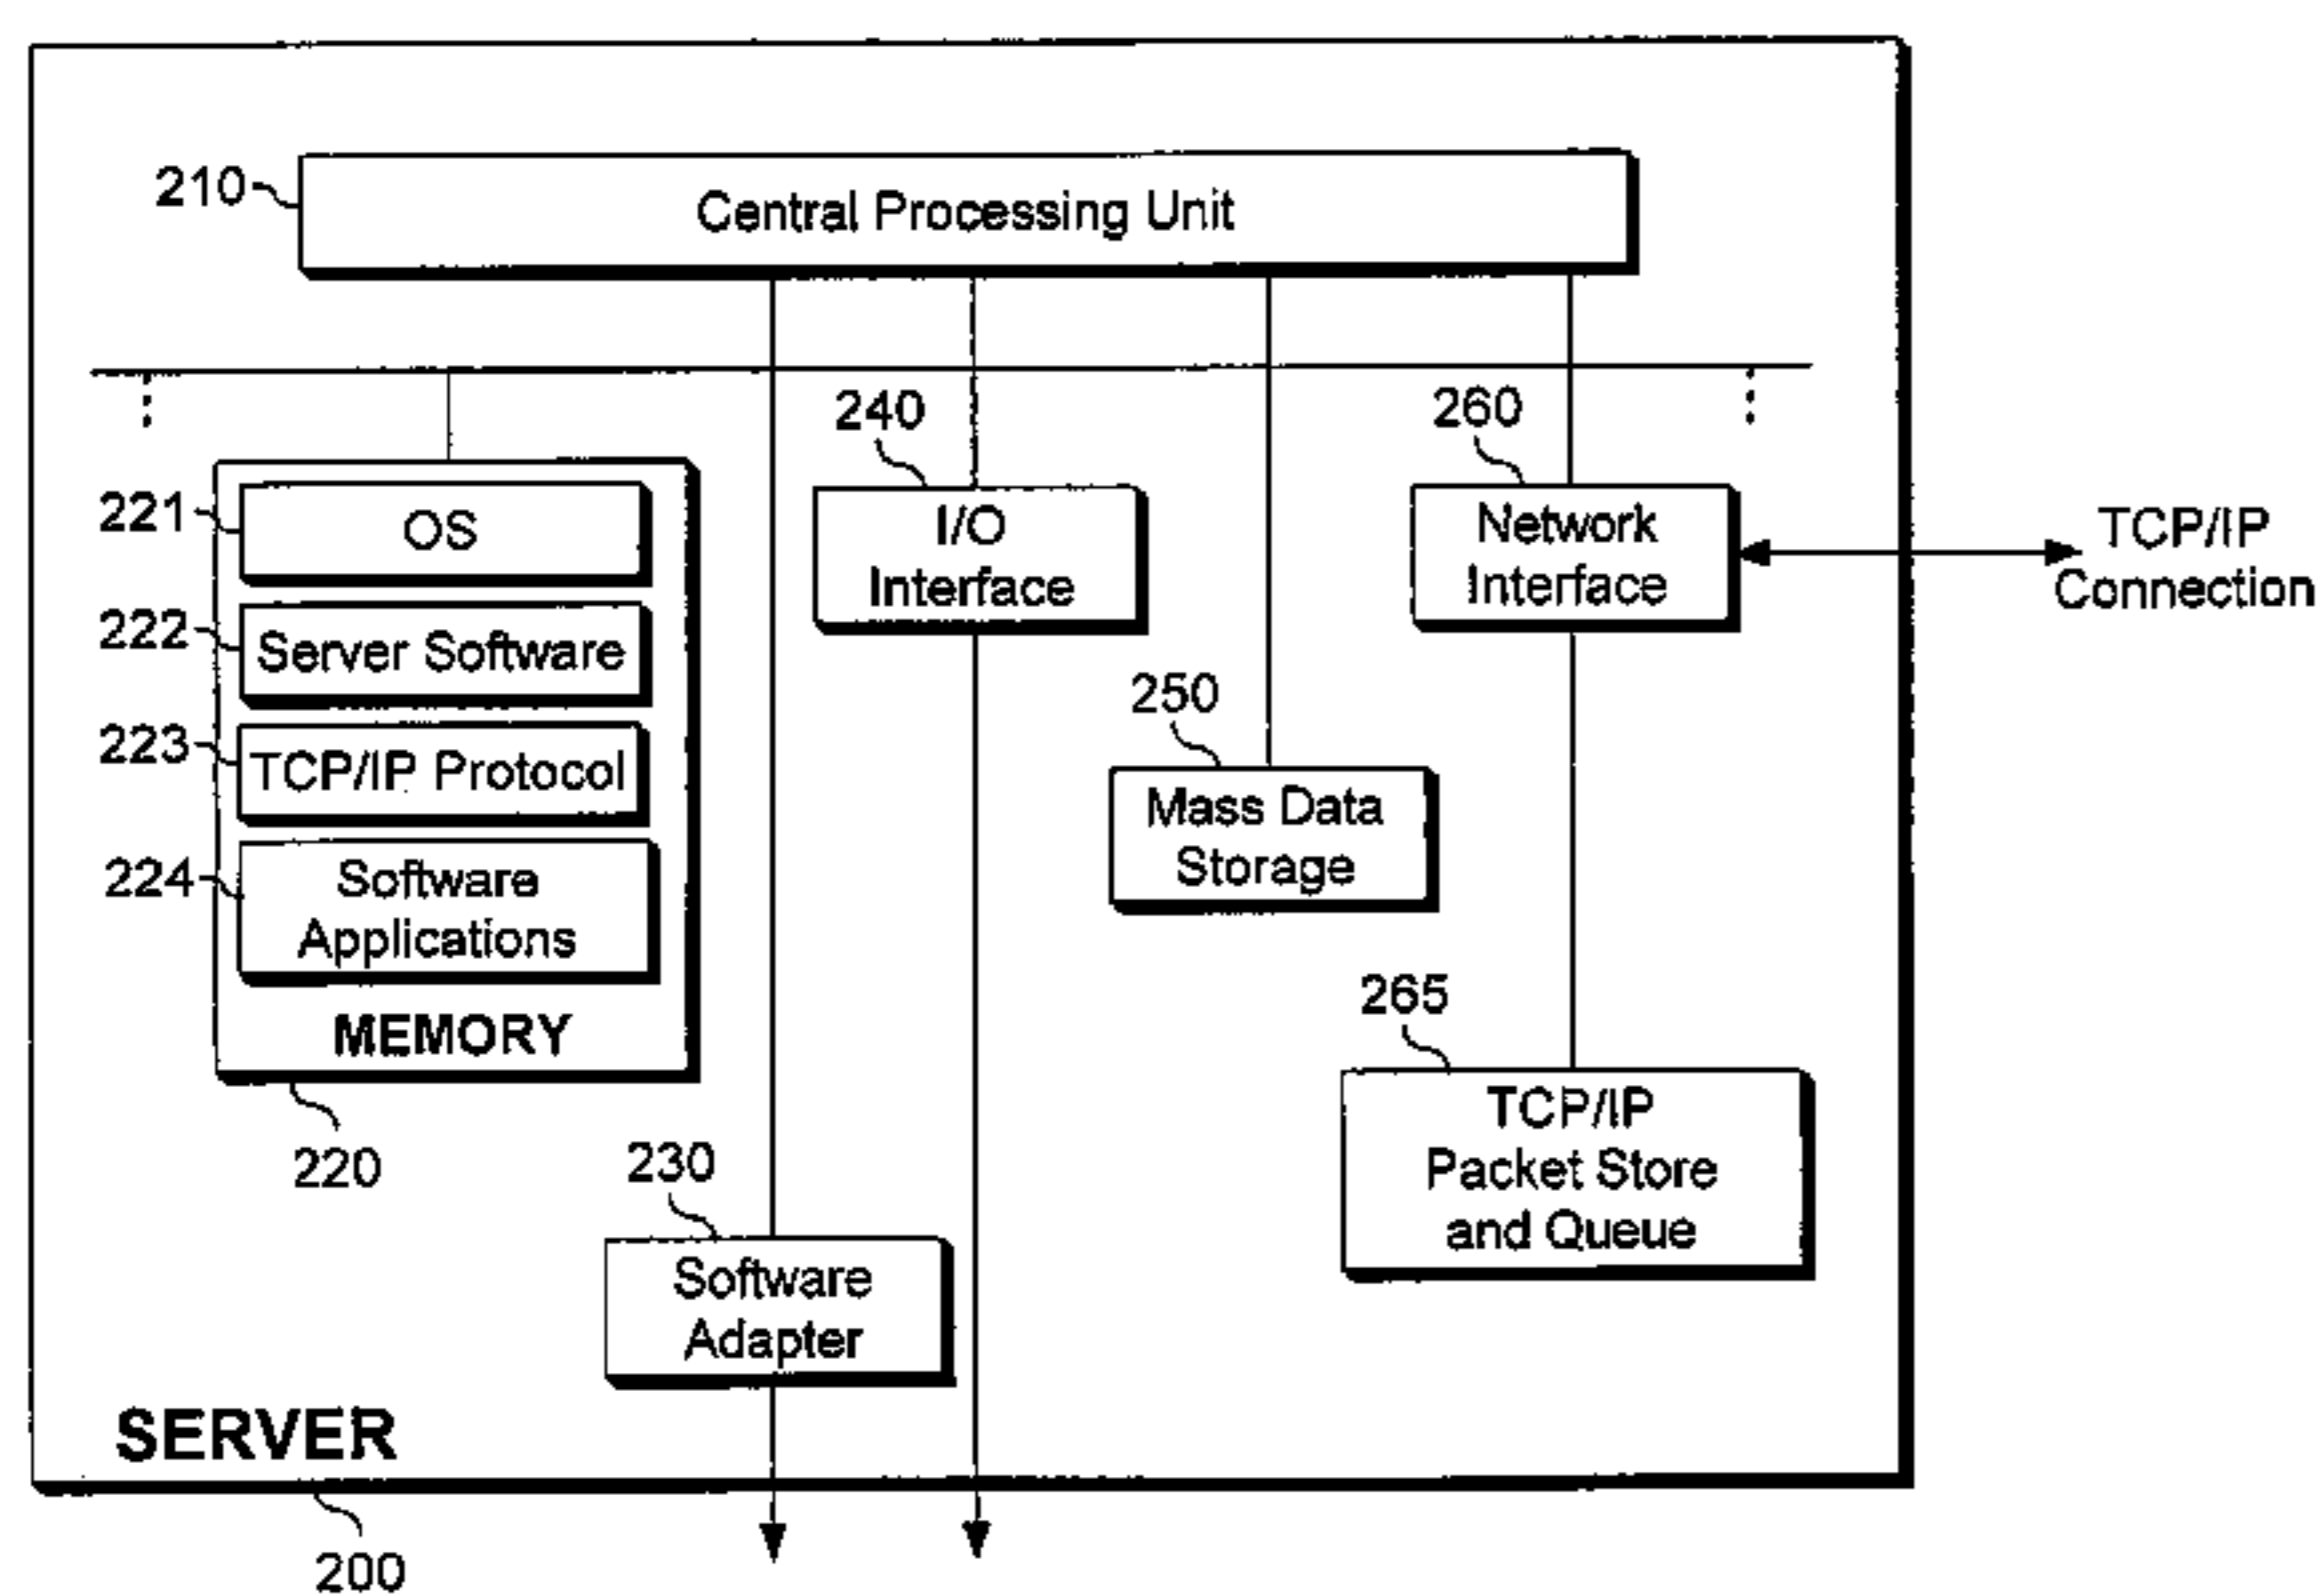 210
Central Processing Unit
240
260
221
OS
I/O
Interface
Network
Interface
TCP/IP
Connection
222
Server Software
250
223
TCP/IP Protocol
Mass Data
Storage
224
Software
Applications
265
MEMORY
TCP/IP
Packet Store
and Queue
220
230
Software
Adapter
SERVER
200